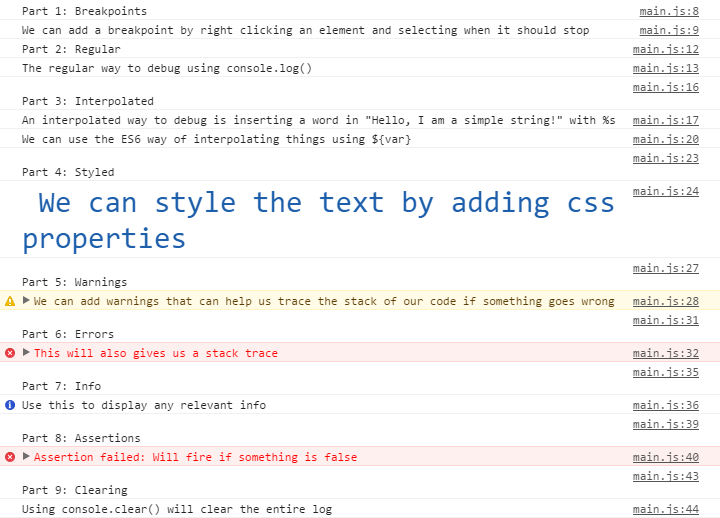 Part 1: Breakpoints main.js:8
We can add a breakpoint by right clicking an element and selecting when it should stop main.js:9
Part 2: Regular main.js:12
The regular way to debug using console.log() main.js:13
main.js:16
Part 3: Interpolated
An interpolated way to debug is inserting a word in "Hello, I am a simple string!" with %s main.js:17
We can use the ES6 way of interpolating things using ${var} main.js:20
main.js:23
Part 4: Styled
We can style the text by adding css main.js:24
properties
main.js:27
Part 5: Warnings
We can add warnings that can help us trace the stack of our code if something goes wrong main.js:28
main.js:31
Part 6: Errors
This will also gives us a stack trace main.js:32
main.js:35
Part 7: Info
Use this to display any relevant info main.js:36
main.js:39
Part 8: Assertions
Assertion failed: Will fire if something is false main.js:40
main.js:43
Part 9: Clearing
Using console.clear() will clear the entire log main.js:44